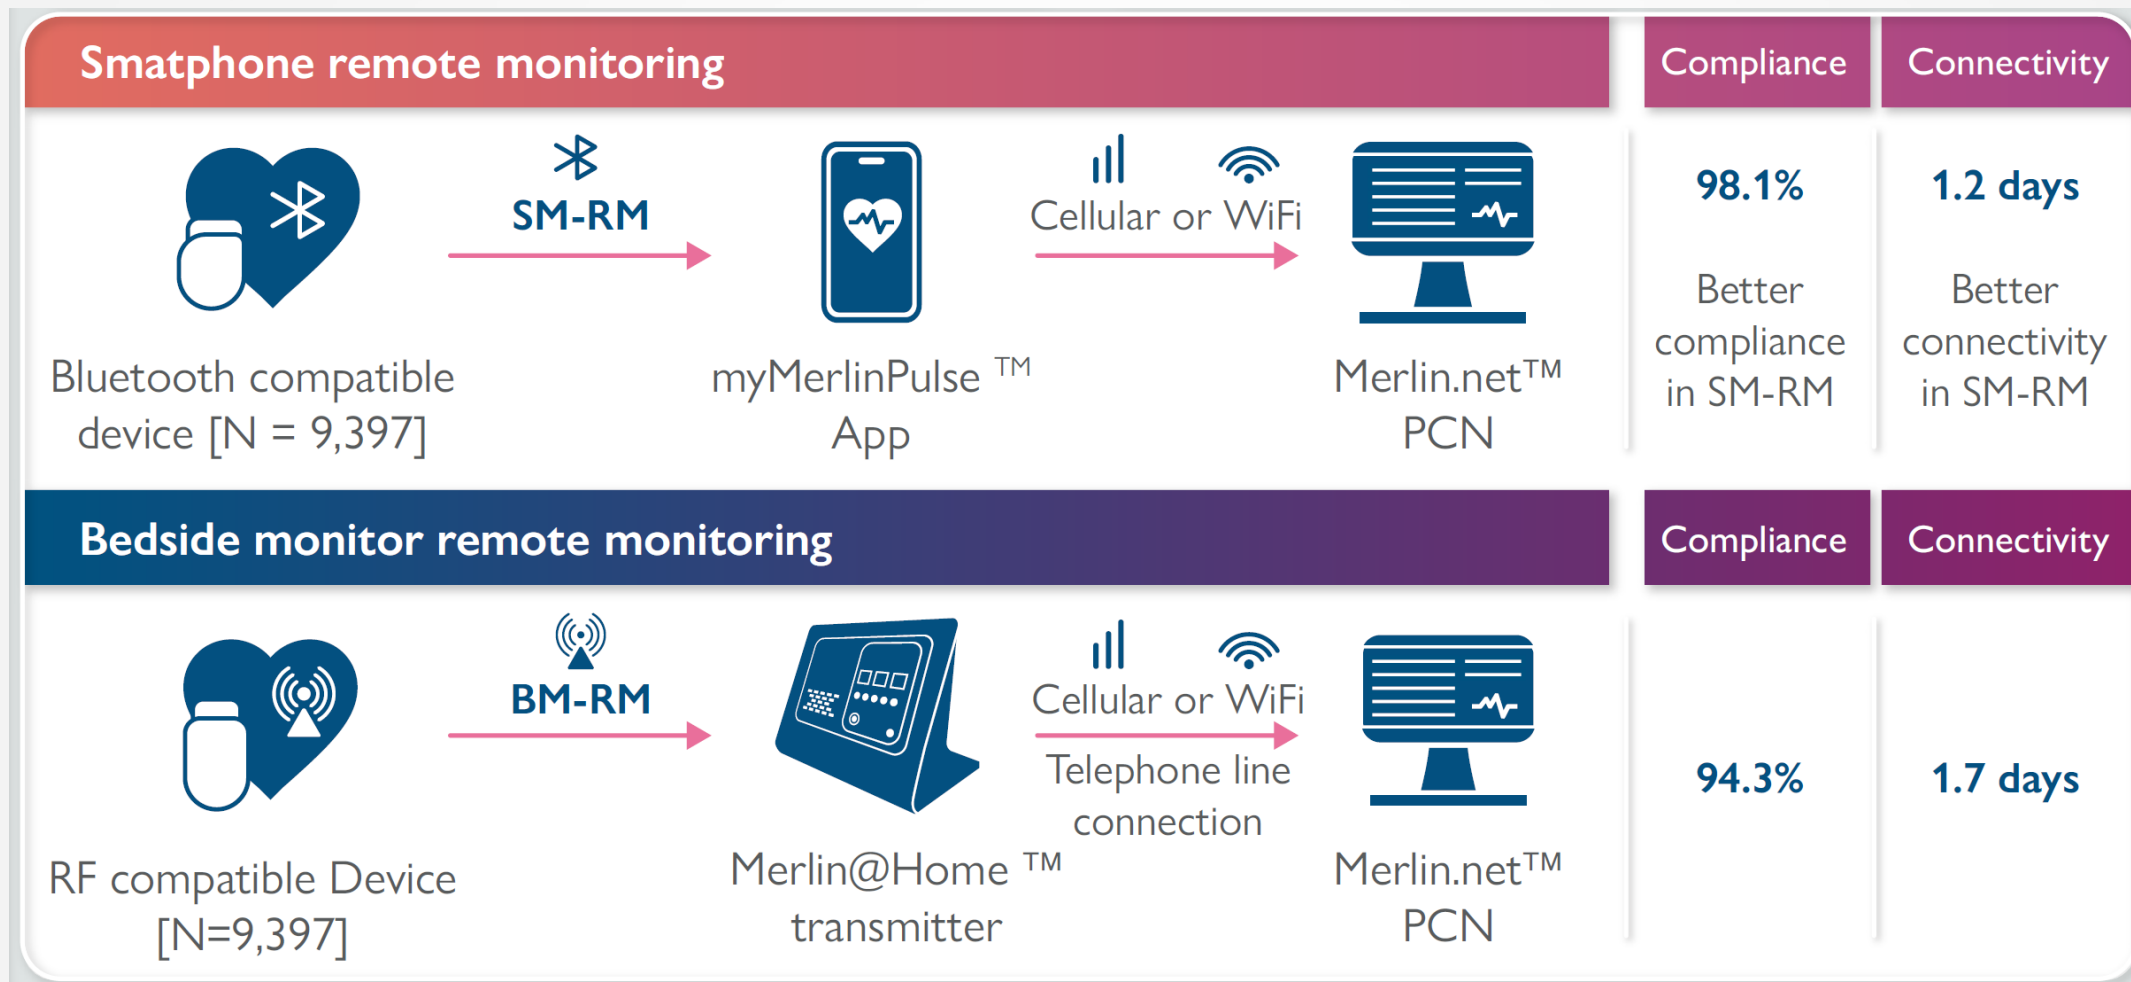 Smatphone remote monitoring
Compliance
Connectivity
SM-RM
Cellular or WiFi
98.1%
1.2 days
Better
compliance
in SM-RM
Better
connectivity
in SM-RM
Bluetooth compatible
device [N = 9,397]
myMerlinPulse ™
App
Merlin.net™
PCN
Bedside monitor remote monitoring
Compliance
Connectivity
BM-RM
Cellular or WiFi
Telephone line
connection
94.3%
1.7 days
RF compatible Device
[N=9,397]
Merlin@Home ™
transmitter
Merlin.net™
PCN